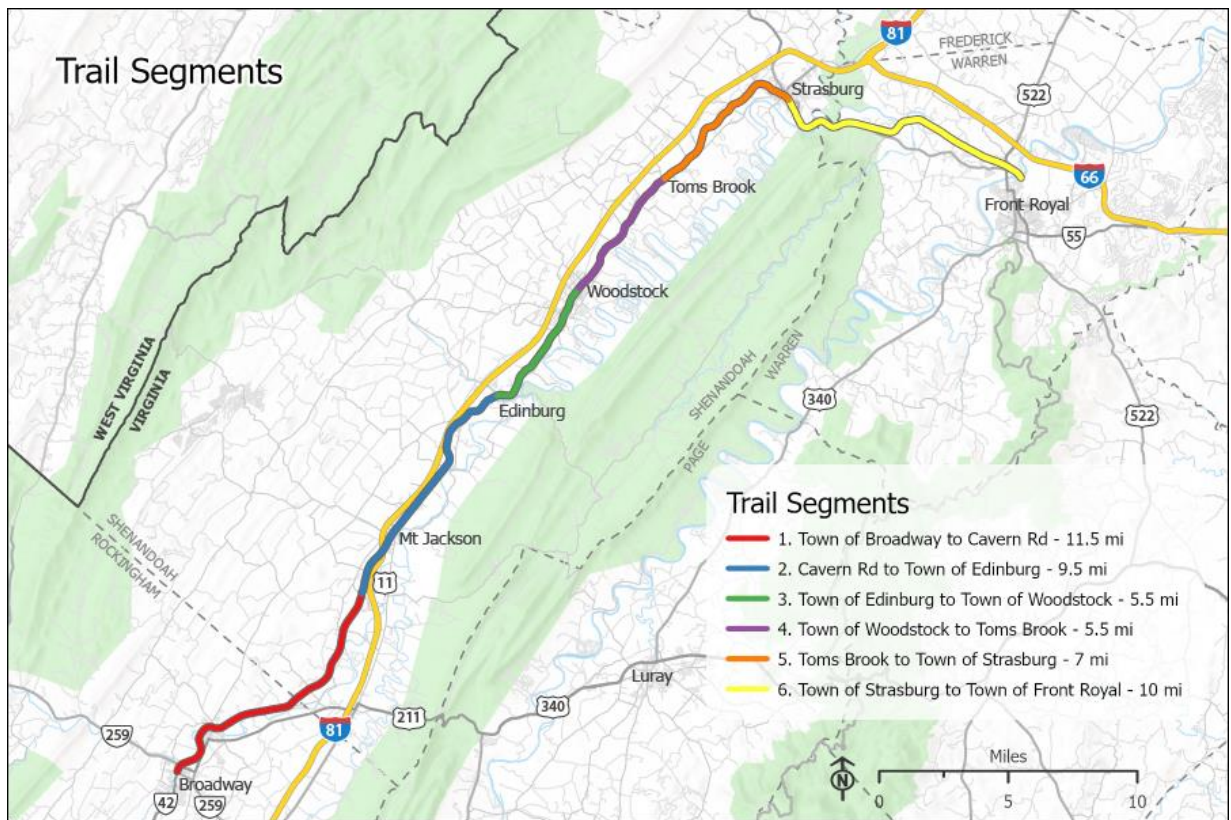 Trail Segments
81
FREDERICK
WARREN
522
Strasburg
66
Toms Brook
Front Royal
55
Woodstock
WEST VIRGINIA
VIRGINIA
SHENANDOAH
WARREN
PAGE
340
522
Edinburg
SHENANDOAH
ROCKINGHAM
Mt Jackson
11
Trail Segments
1. Town of Broadway to Cavern Rd - 11.5 mi
2. Cavern Rd to Town of Edinburg - 9.5 mi
3. Town of Edinburg to Town of Woodstock - 5.5 mi
4. Town of Woodstock to Toms Brook - 5.5 mi
5. Toms Brook to Town of Strasburg - 7 mi
6. Town of Strasburg to Town of Front Royal - 10 mi
Luray
340
211
81
259
Broadway
42
259
Miles
N
0 5 10